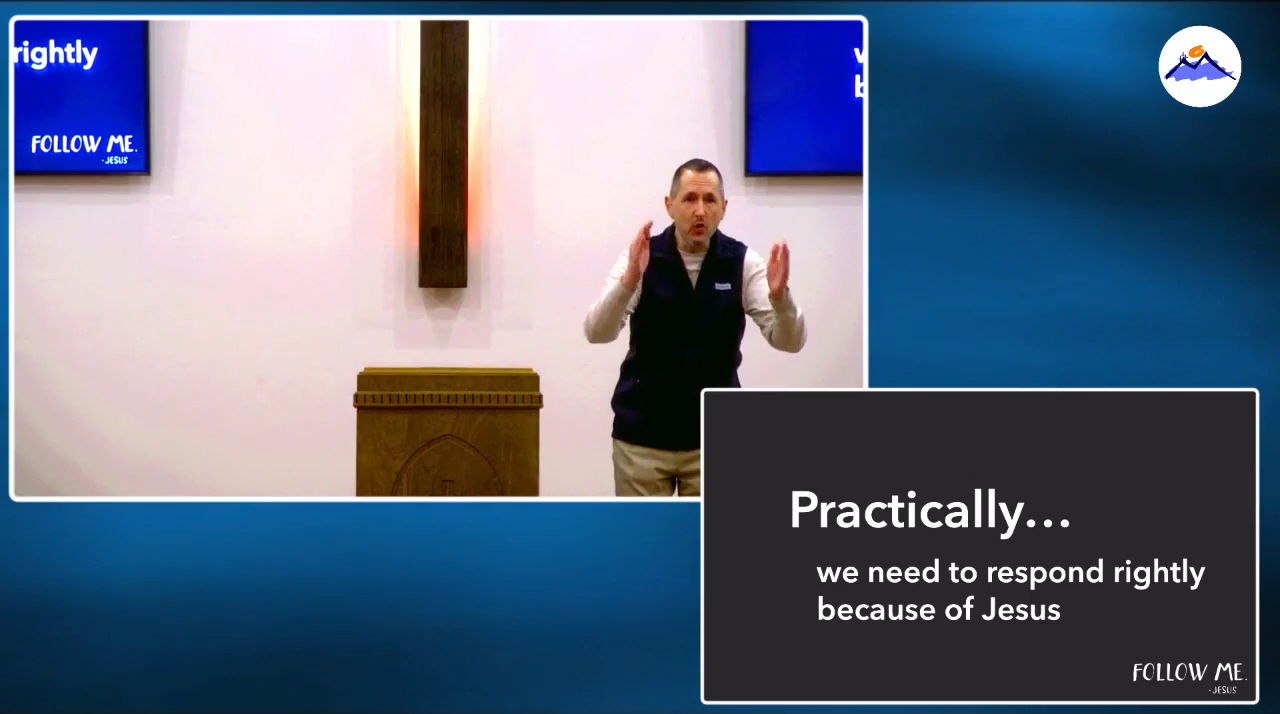 rightly
FOLLOW ME.
-JESUS
Practically...
we need to respond rightly
because of Jesus
FOLLOW ME.
-JESUS